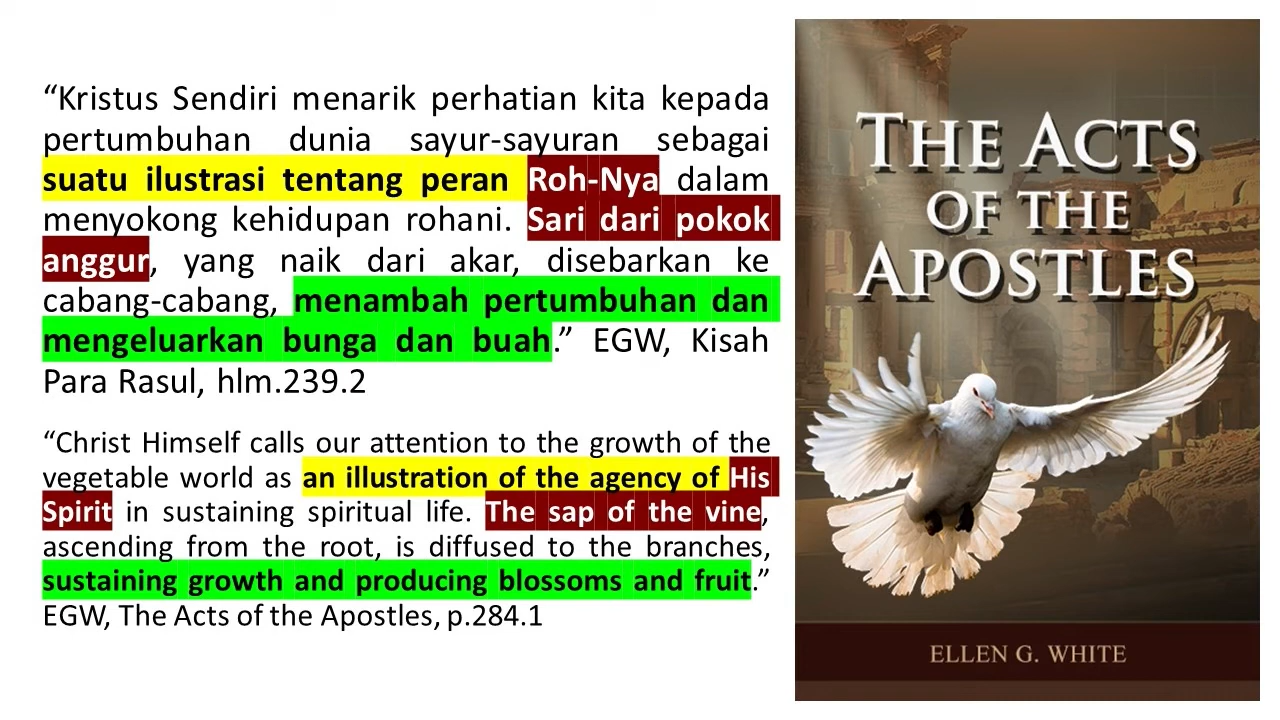 “Kristus Sendiri menarik perhatian kita kepada
pertumbuhan dunia sayur-sayuran sebagai
suatu ilustrasi tentang peran Roh-Nya dalam
menyokong kehidupan rohani. Sari dari pokok
anggur, yang naik dari akar, disebarkan ke
cabang-cabang, menambah pertumbuhan dan
mengeluarkan bunga dan buah.” EGW, Kisah
Para Rasul, hlm.239.2
“Christ Himself calls our attention to the growth of the
vegetable world as an illustration of the agency of His
Spirit in sustaining spiritual life. The sap of the vine,
ascending from the root, is diffused to the branches,
sustaining growth and producing blossoms and fruit.”
EGW, The Acts of the Apostles, p.284.1
THE ACTS
OF THE
APOSTLES
ELLEN G. WHITE